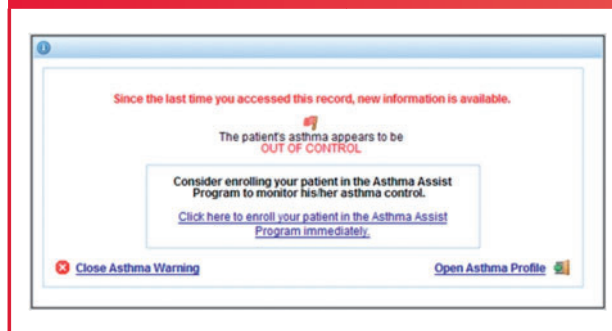 Since the last time you accessed this record, new information is available.
The patient's asthma appears to be
OUT OF CONTROL
Consider enrolling your patient in the Asthma Assist
Program to monitor his/her asthma control.
Click here to enroll your patient in the Asthma Assist
Program immediately.
Close Asthma Warning
Open Asthma Profile